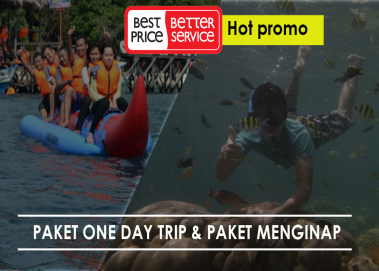 BEST PRICE
BETTER SERVICE
Hot promo
PAKET ONE DAY TRIP & PAKET MENGINAP